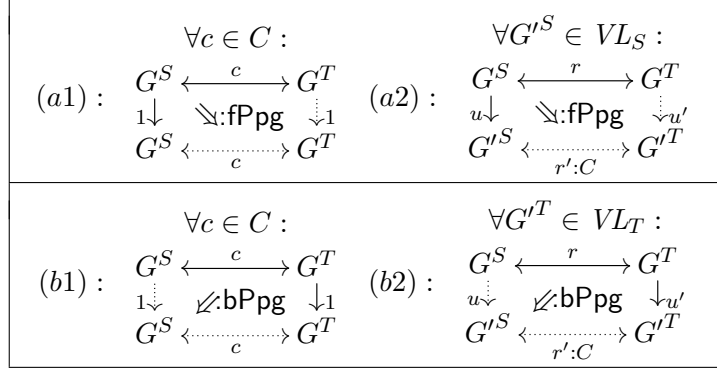 ∀c ∈ C :
∀G′^S ∈ VL_S :
(a1) : G^S ⟷ c G^T
(a2) : G^S ⟷ r G^T
1 :fPpg 1
u :fPpg u′
G^S ⟷ c G^T
G′^S ⟷ r′:C G′^T
∀c ∈ C :
∀G′^T ∈ VL_T :
(b1) : G^S ⟷ c G^T
(b2) : G^S ⟷ r G^T
1 :bPpg 1
u :bPpg u′
G^S ⟷ c G^T
G′^S ⟷ r′:C G′^T